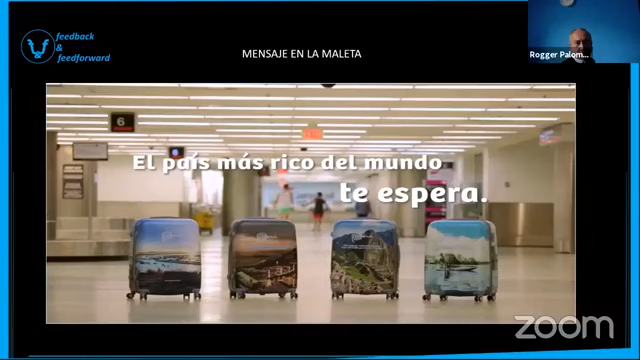 feedback
&
feedforward
MENSAJE EN LA MALETA
Rogger Palom...
6
El país más rico del mundo
te espera.
zoom